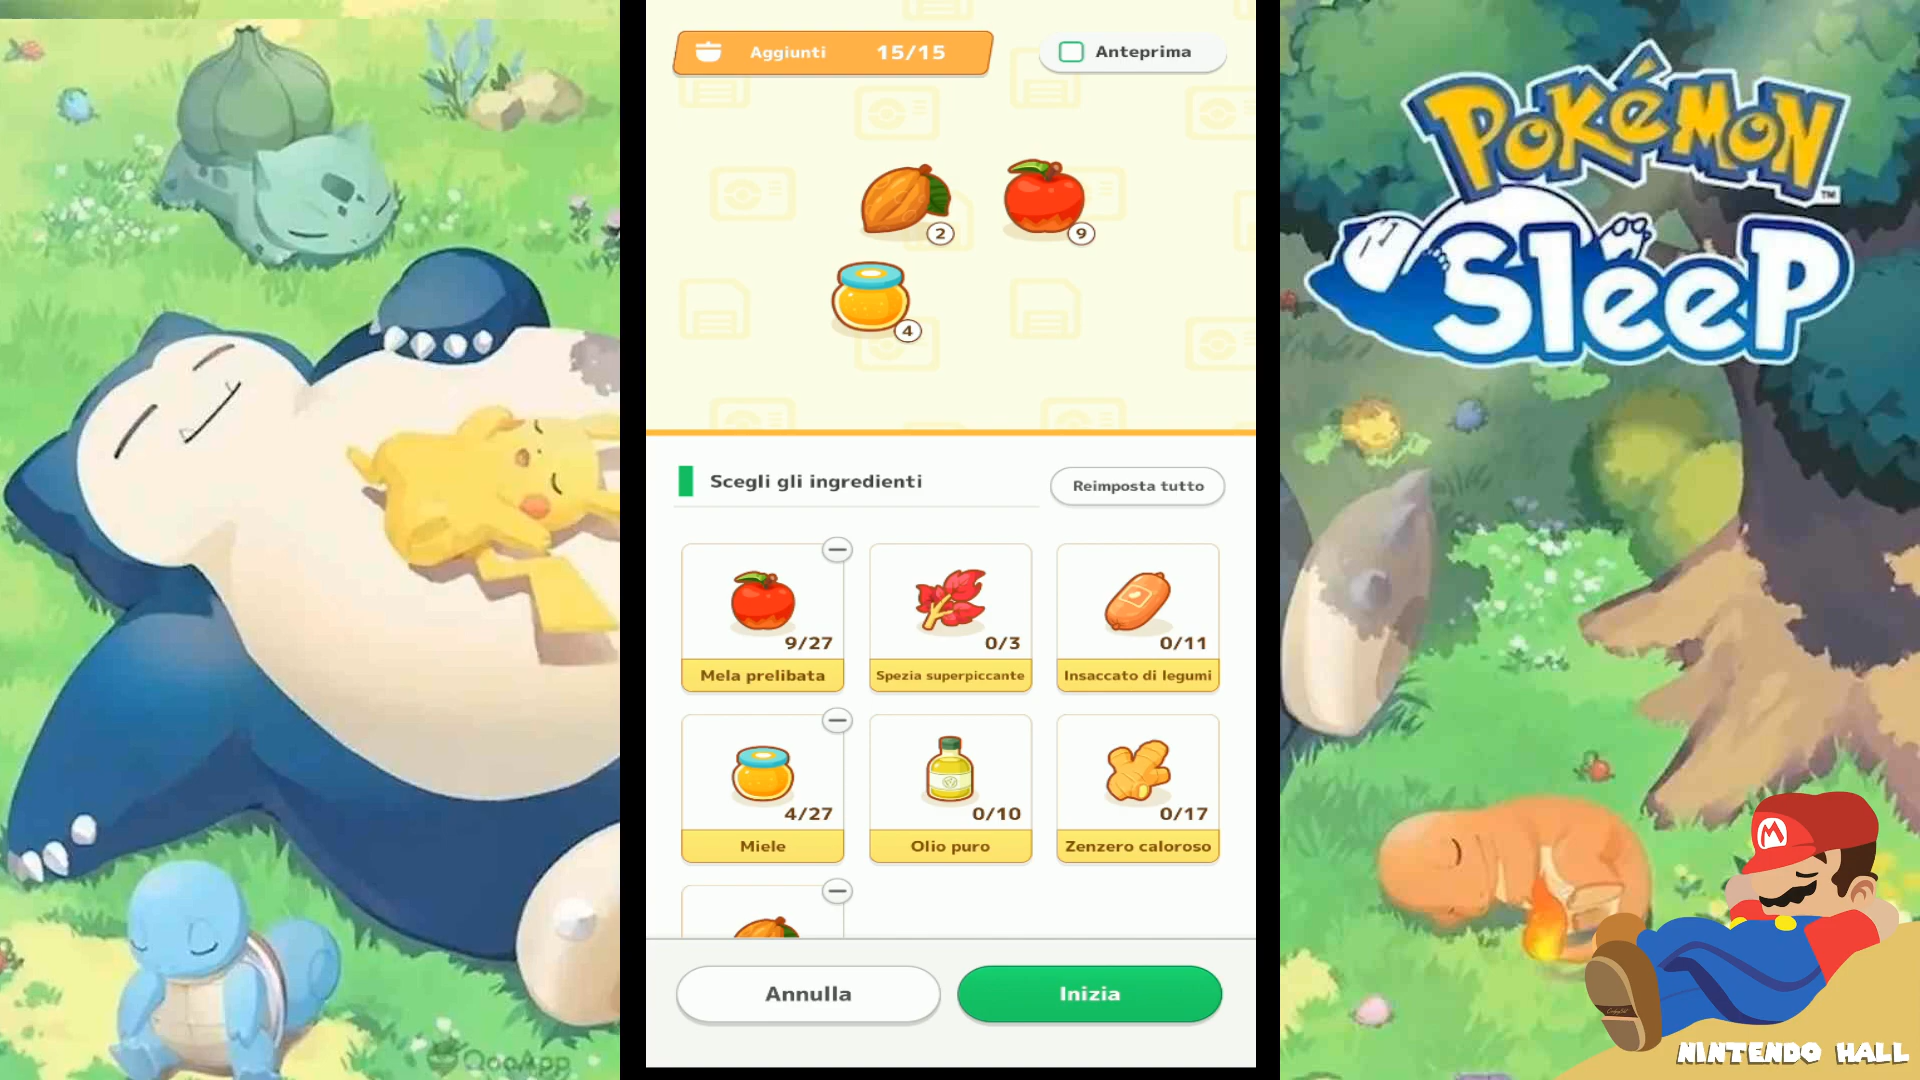 Aggiunti 15/15
Anteprima
2
9
4
Scegli gli ingredienti
Reimposta tutto
9/27
Mela prelibata
0/3
Spezia superpiccante
0/11
Insaccato di legumi
4/27
Miele
0/10
Olio puro
0/17
Zenzero caloroso
Annulla
Inizia
POKéMON
Sleep
TM
M
QooApp
NINTENDO HALL